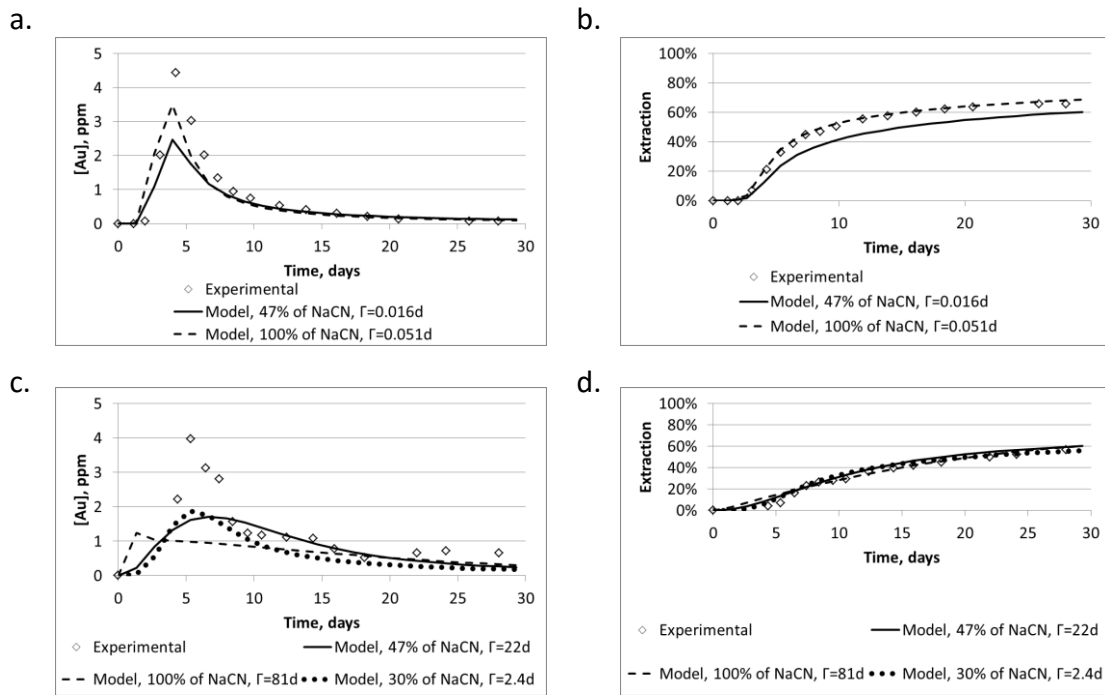 a.
5
4
3
2
1
0
[Au], ppm
0 5 10 15 20 25 30
Time, days
Experimental
Model, 47% of NaCN, Γ=0.016d
Model, 100% of NaCN, Γ=0.051d
b.
100%
80%
60%
40%
20%
0%
Extraction
0 10 20 30
Time, days
Experimental
Model, 47% of NaCN, Γ=0.016d
Model, 100% of NaCN, Γ=0.051d
c.
5
4
3
2
1
0
[Au], ppm
0 5 10 15 20 25 30
Time, days
Experimental
Model, 47% of NaCN, Γ=22d
Model, 100% of NaCN, Γ=81d
Model, 30% of NaCN, Γ=2.4d
d.
100%
80%
60%
40%
20%
0%
Extraction
0 10 20 30
Time, days
Experimental
Model, 47% of NaCN, Γ=22d
Model, 100% of NaCN, Γ=81d
Model, 30% of NaCN, Γ=2.4d